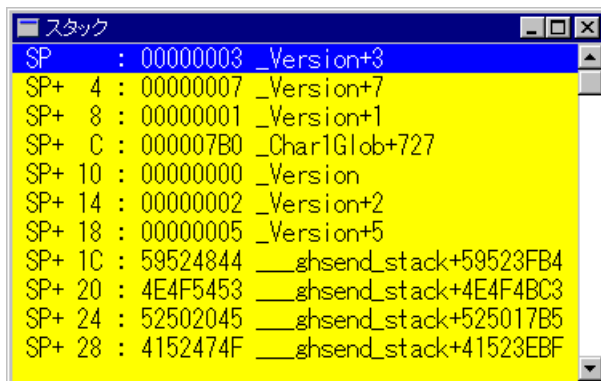 スタック
SP : 00000003 _Version+3
SP+ 4 : 00000007 _Version+7
SP+ 8 : 00000001 _Version+1
SP+ C : 000007B0 _Char1Glob+727
SP+ 10 : 00000000 _Version
SP+ 14 : 00000002 _Version+2
SP+ 18 : 00000005 _Version+5
SP+ 1C : 59524844 ___ghsend_stack+59523FB4
SP+ 20 : 4E4F5453 ___ghsend_stack+4E4F4BC3
SP+ 24 : 52502045 ___ghsend_stack+525017B5
SP+ 28 : 4152474F ___ghsend_stack+41523EBF